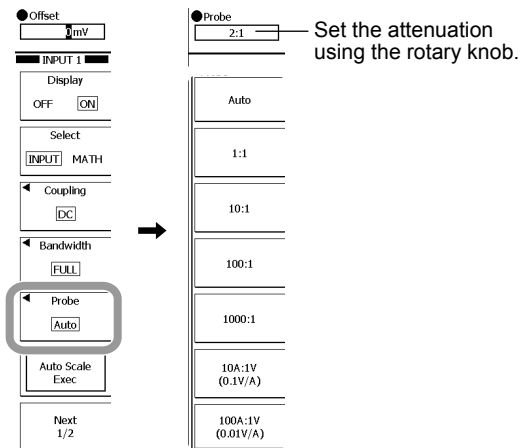 Offset
0mV
INPUT 1
Display
OFF ON
Select
INPUT MATH
Coupling
DC
Bandwidth
FULL
Probe
Auto
Auto Scale
Exec
Next
1/2
Probe
2:1
Auto
1:1
10:1
100:1
1000:1
10A:1V
(0.1V/A)
100A:1V
(0.01V/A)
Set the attenuation
using the rotary knob.